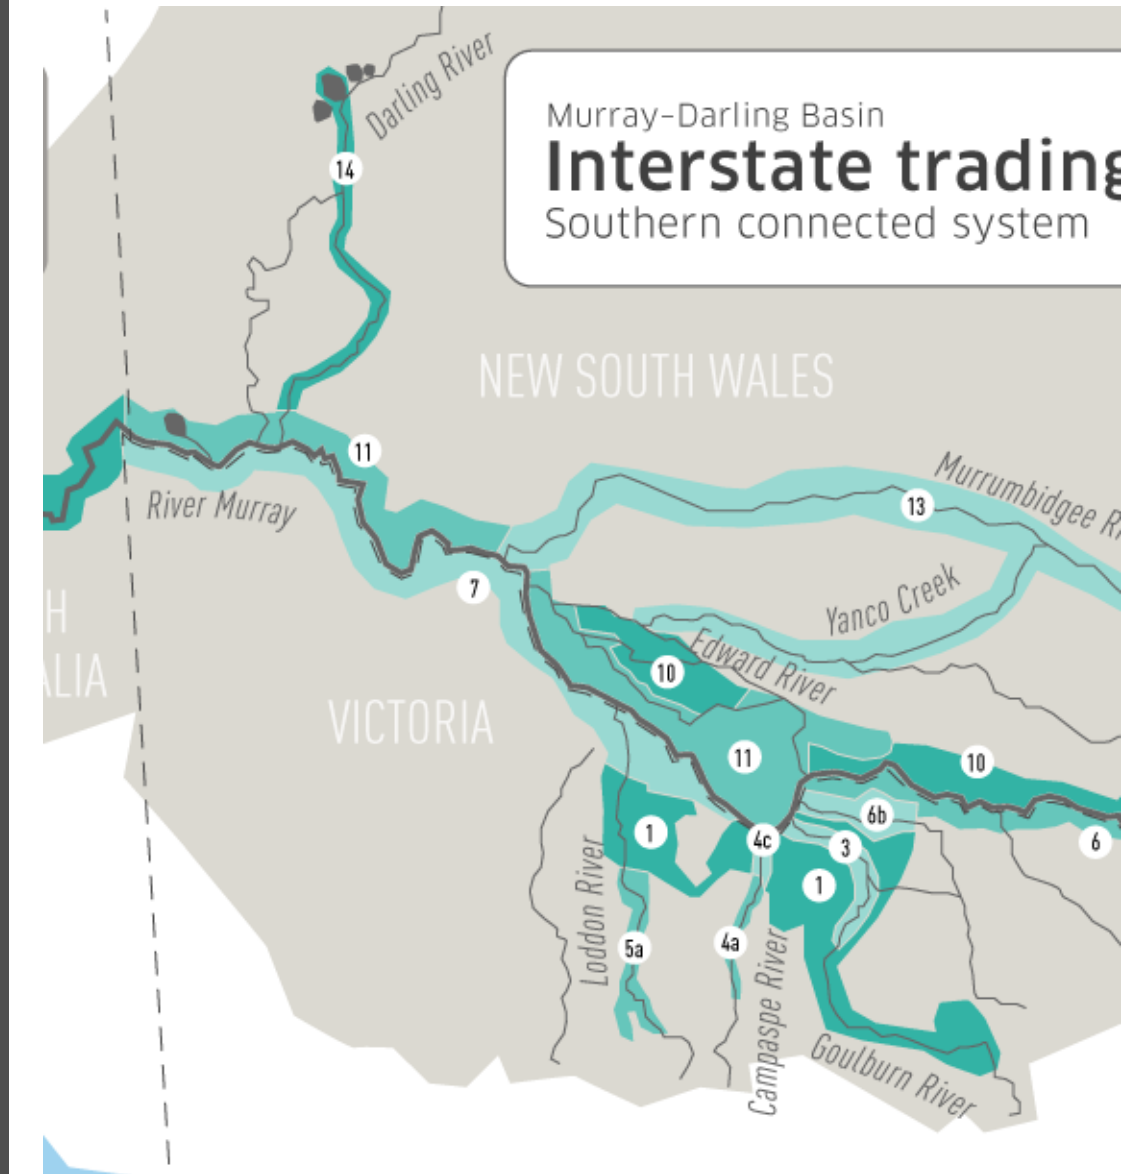 Darling River
Murray-Darling Basin
Interstate trading
Southern connected system
14
NEW SOUTH WALES
11
River Murray
13
7
Yanco Creek
Edward River
10
VICTORIA
11
10
6b
1
4c
3
6
1
Loddon River
5a
4a
Campaspe River
Goulburn River
Murrumbidgee